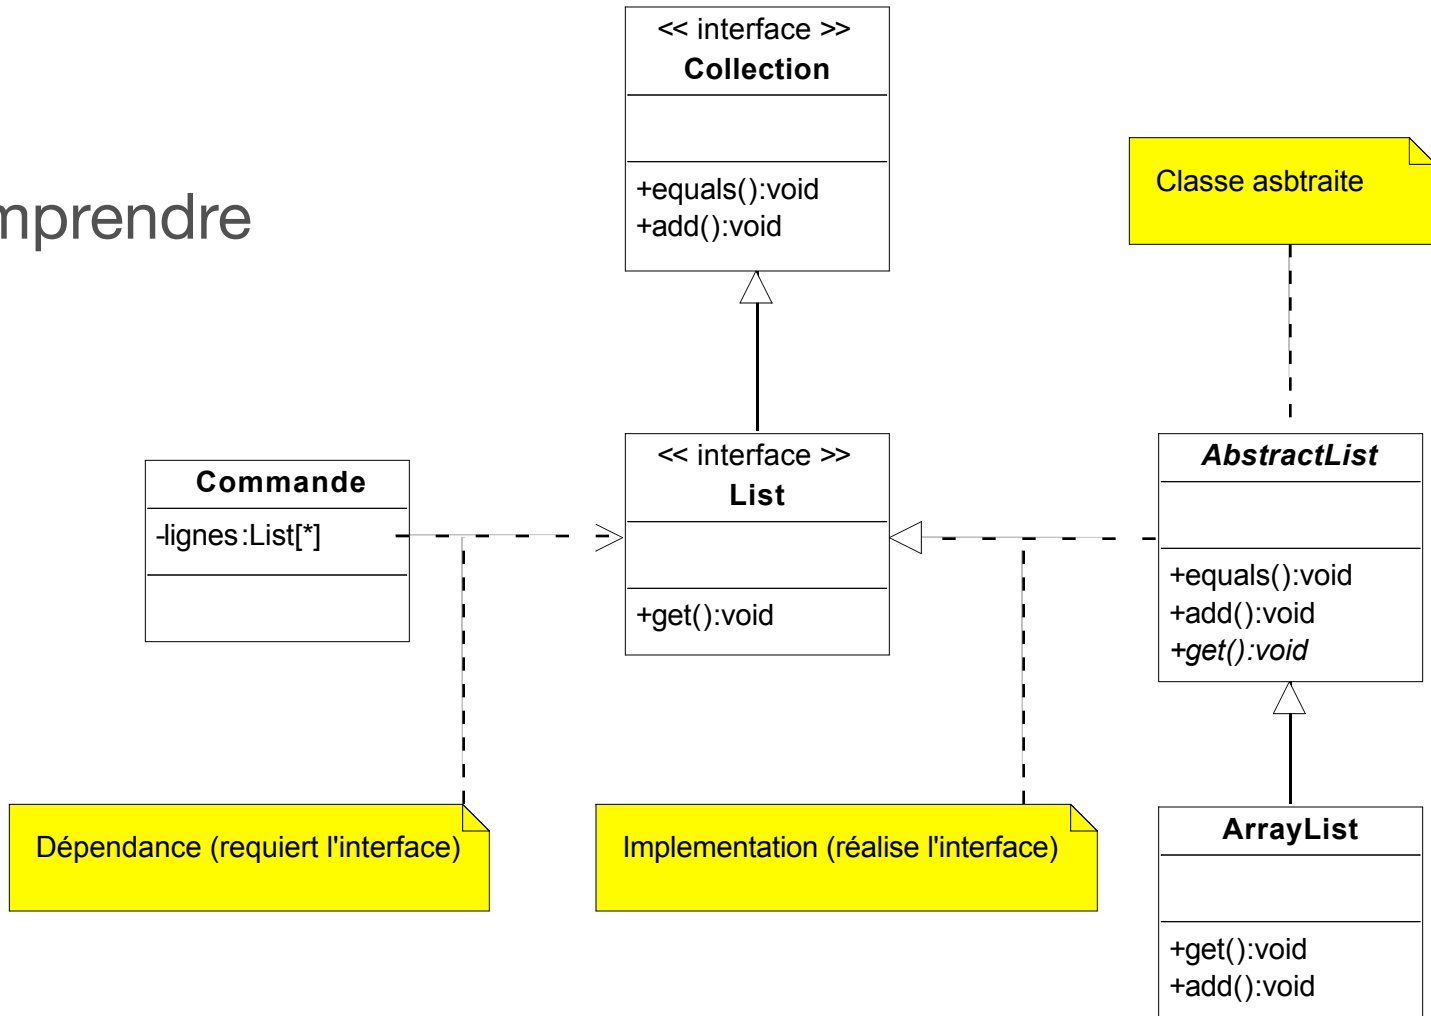 << interface >>
Collection
+equals():void
+add():void
Classe asbtraite
mprendre
<< interface >>
List
+get():void
Commande
-lignes:List[*]
AbstractList
+equals():void
+add():void
+get():void
Dépendance (requiert l'interface)
Implementation (réalise l'interface)
ArrayList
+get():void
+add():void